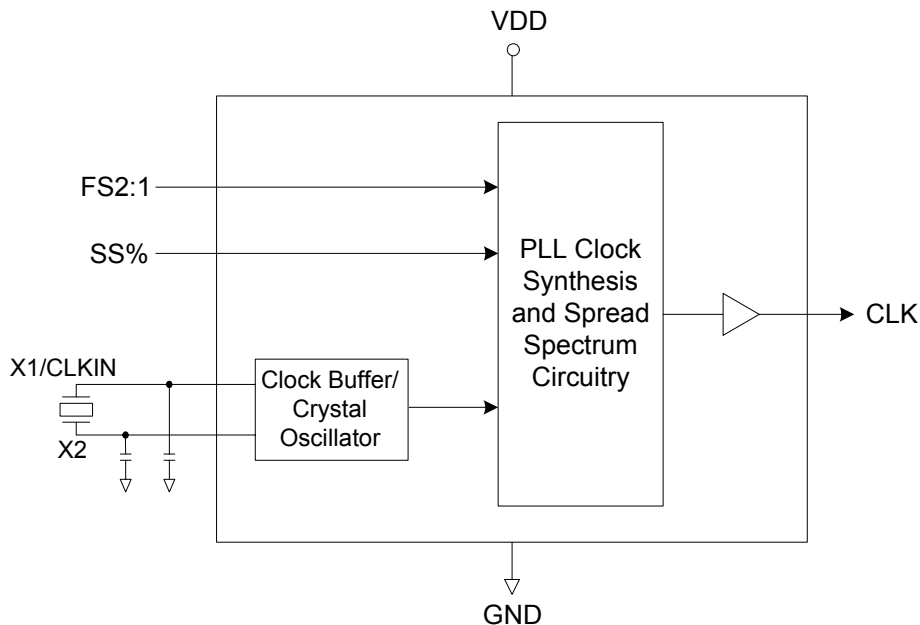 VDD
FS2:1
SS%
PLL Clock
Synthesis
and Spread
Spectrum
Circuitry
CLK
X1/CLKIN
X2
Clock Buffer/
Crystal
Oscillator
GND